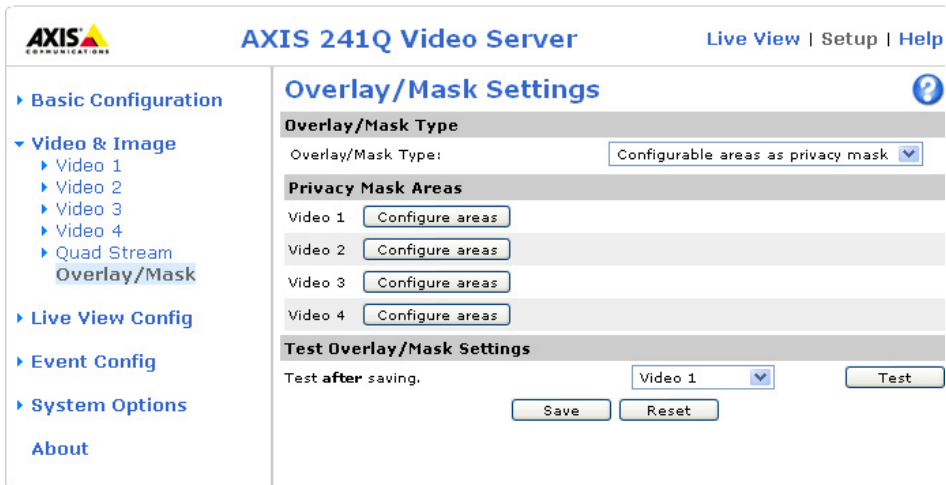 AXIS
COMMUNICATIONS
AXIS 241Q Video Server
Live View | Setup | Help
Basic Configuration
Video & Image
Video 1
Video 2
Video 3
Video 4
Quad Stream
Overlay/Mask
Live View Config
Event Config
System Options
About
Overlay/Mask Settings
?
Overlay/Mask Type
Overlay/Mask Type: Configurable areas as privacy mask
Privacy Mask Areas
Video 1 Configure areas
Video 2 Configure areas
Video 3 Configure areas
Video 4 Configure areas
Test Overlay/Mask Settings
Test after saving. Video 1 Test
Save Reset